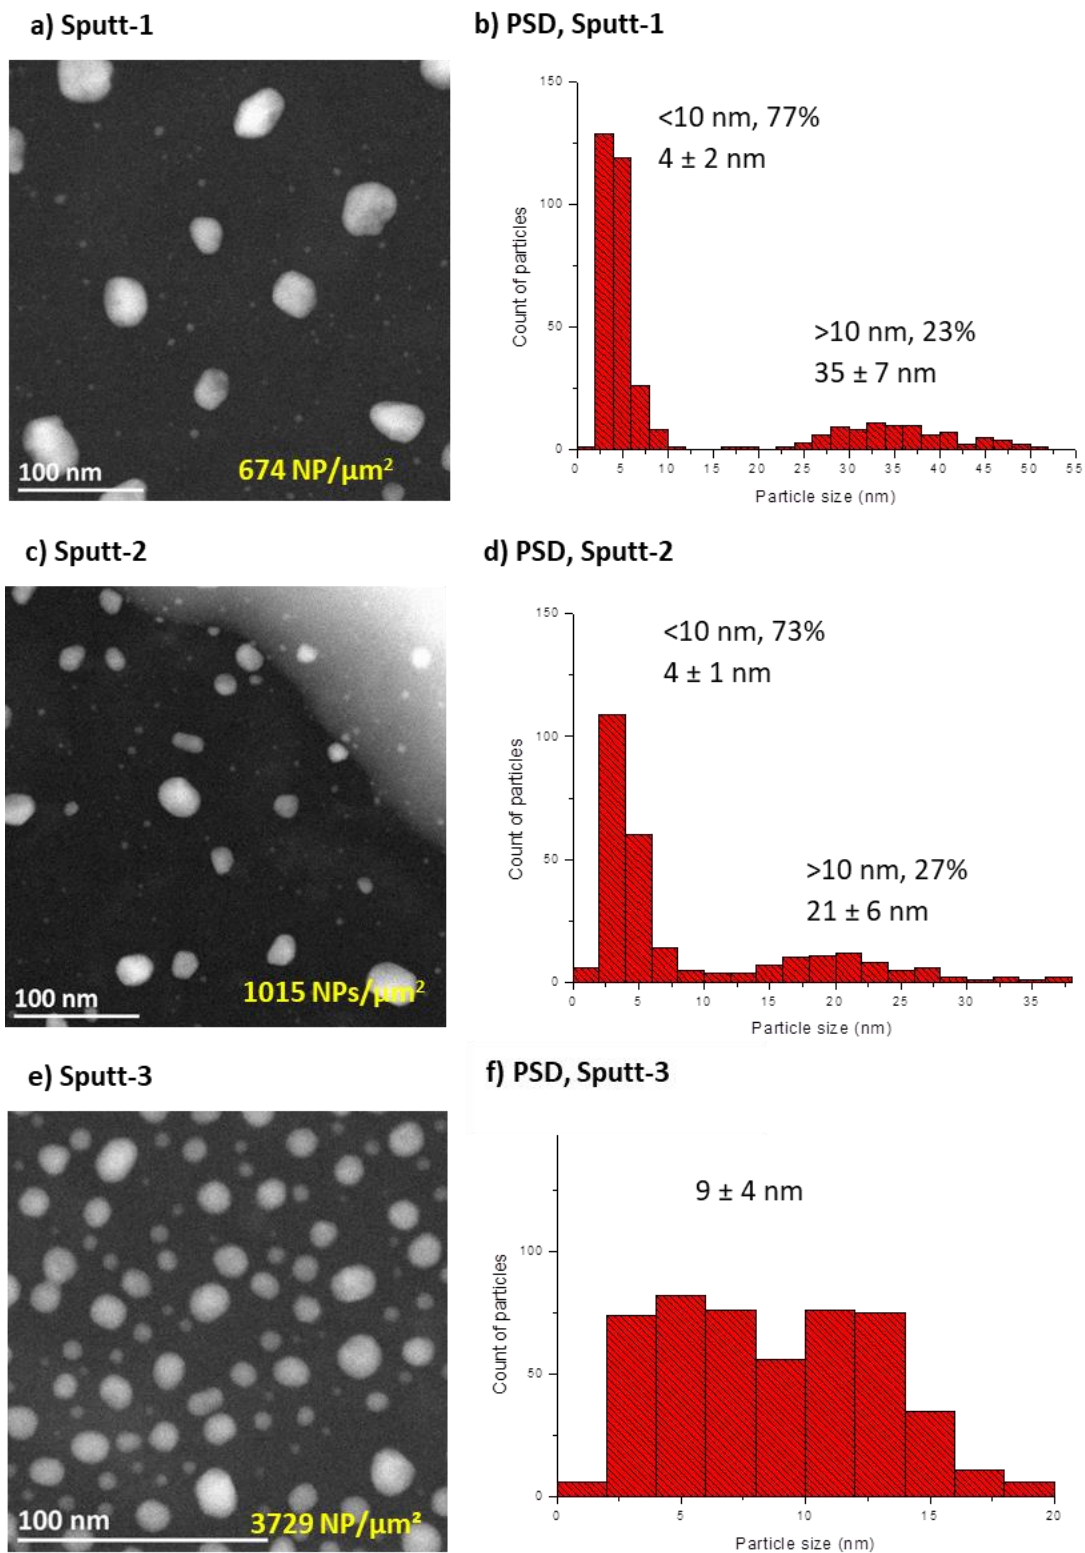 a) Sputt-1
b) PSD, Sputt-1
100 nm
674 NP/μm²
150
100
50
0
Count of particles
<10 nm, 77%
4 ± 2 nm
>10 nm, 23%
35 ± 7 nm
0 5 10 15 20 25 30 35 40 45 50 55
Particle size (nm)
c) Sputt-2
d) PSD, Sputt-2
100 nm
1015 NPs/μm²
150
100
50
0
Count of particles
<10 nm, 73%
4 ± 1 nm
>10 nm, 27%
21 ± 6 nm
0 5 10 15 20 25 30 35
Particle size (nm)
e) Sputt-3
f) PSD, Sputt-3
100 nm
3729 NP/μm²
100
50
0
Count of particles
9 ± 4 nm
0 5 10 15 20
Particle size (nm)